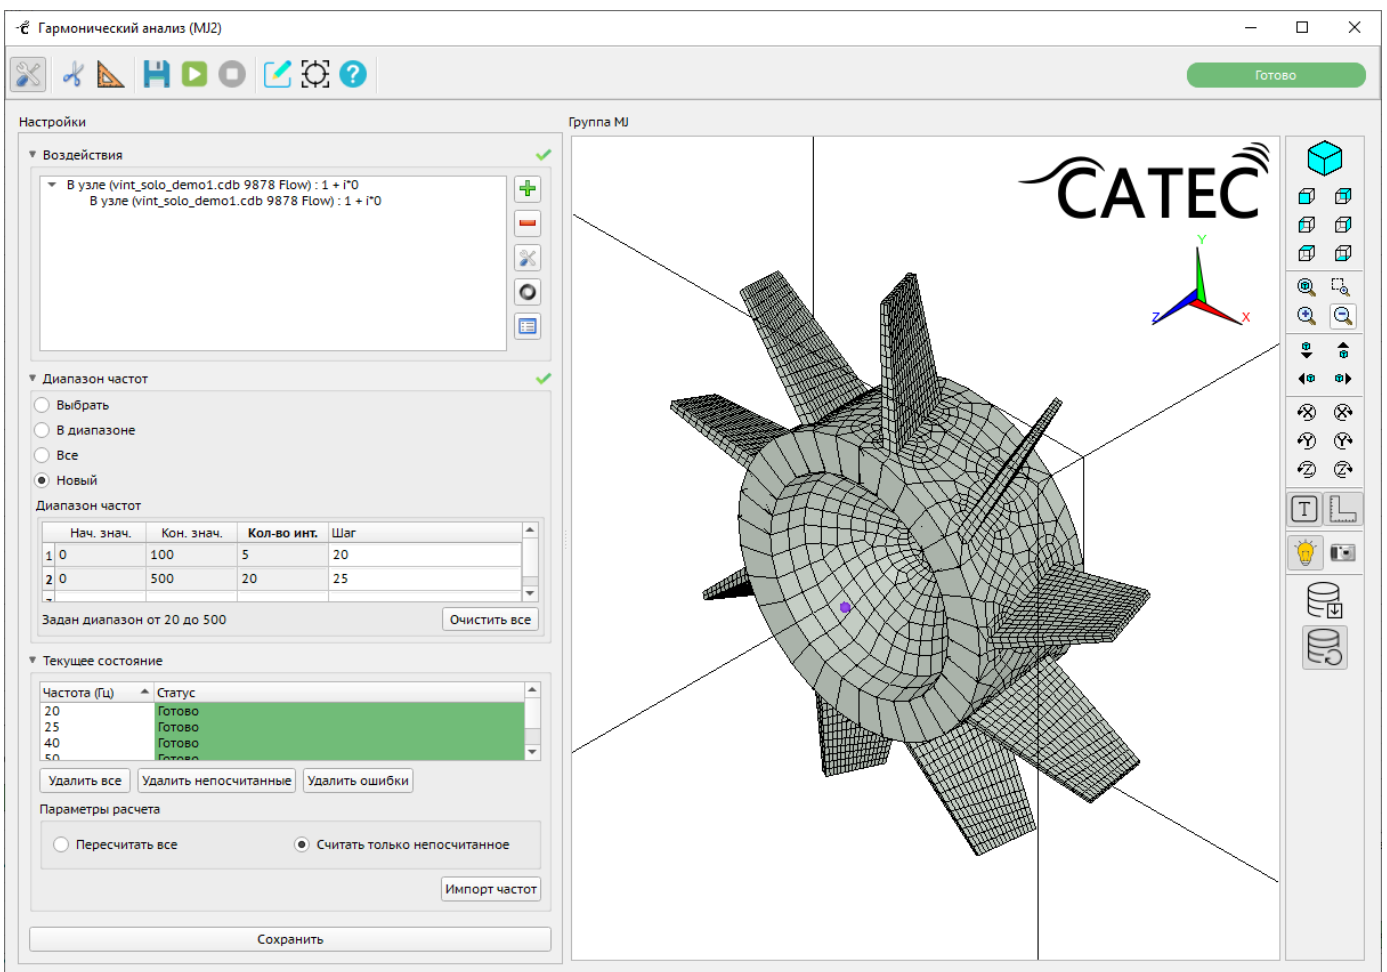 Гармонический анализ (MJ2)
Готово
Настройки
Воздействия
В узле (vint_solo_demo1.cdb 9878 Flow) : 1 + i*0
В узле (vint_solo_demo1.cdb 9878 Flow) : 1 + i*0
Диапазон частот
Выбрать
В диапазоне
Все
Новый
Диапазон частот
Нач. знач. Кон. знач. Кол-во инт. Шаг
1 0 100 5 20
2 0 500 20 25
Задан диапазон от 20 до 500
Очистить все
Текущее состояние
Частота (Гц) Статус
20 Готово
25 Готово
40 Готово
50 Готово
Удалить все Удалить непосчитанные Удалить ошибки
Параметры расчета
Пересчитать все Считать только непосчитанное
Импорт частот
Сохранить
Группа MJ
CATEC
Y
Z X
X X
Y Y
Z Z
T